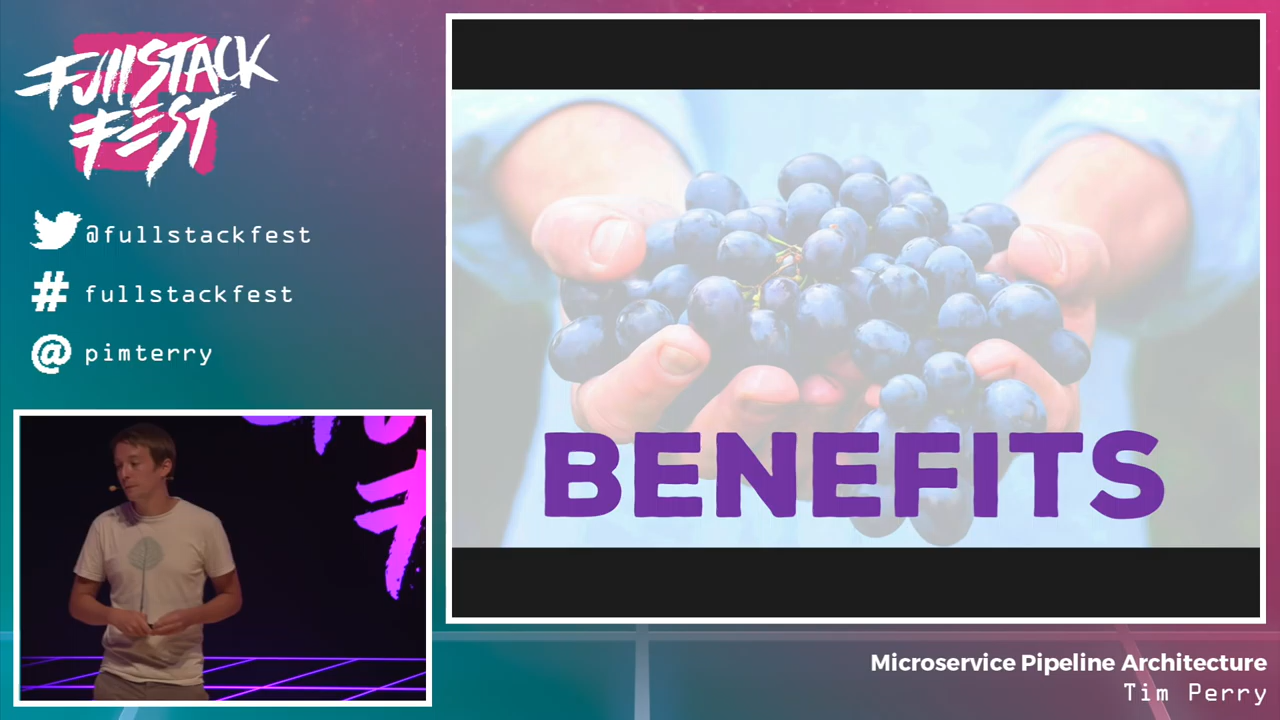 FullStack
Fest
@fullstackfest
# fullstackfest
@ pimterry
BENEFITS
Microservice Pipeline Architecture
Tim Perry